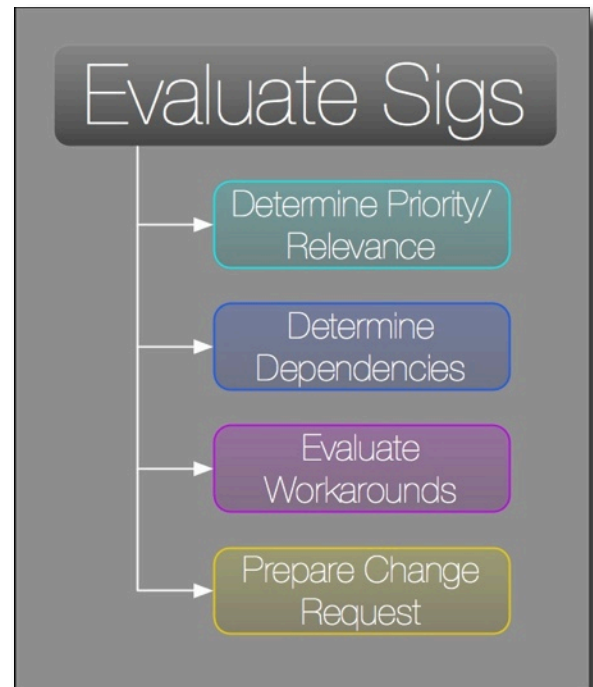 Evaluate Sigs
Determine Priority/
Relevance
Determine
Dependencies
Evaluate
Workarounds
Prepare Change
Request